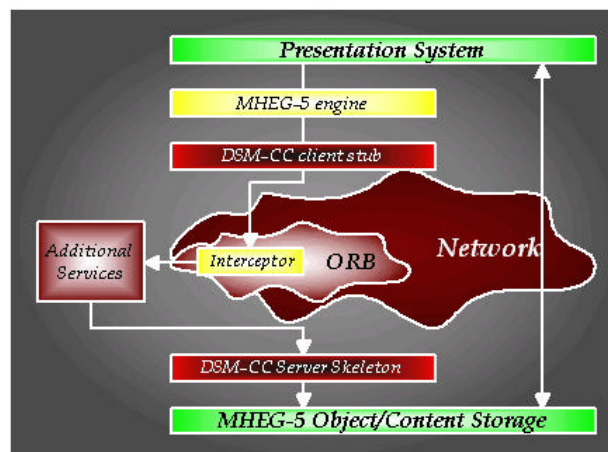 Presentation System
MHEG-5 engine
DSM-CC client stub
Additional
Services
Interceptor
ORB
Network
DSM-CC Server Skeleton
MHEG-5 Object/Content Storage